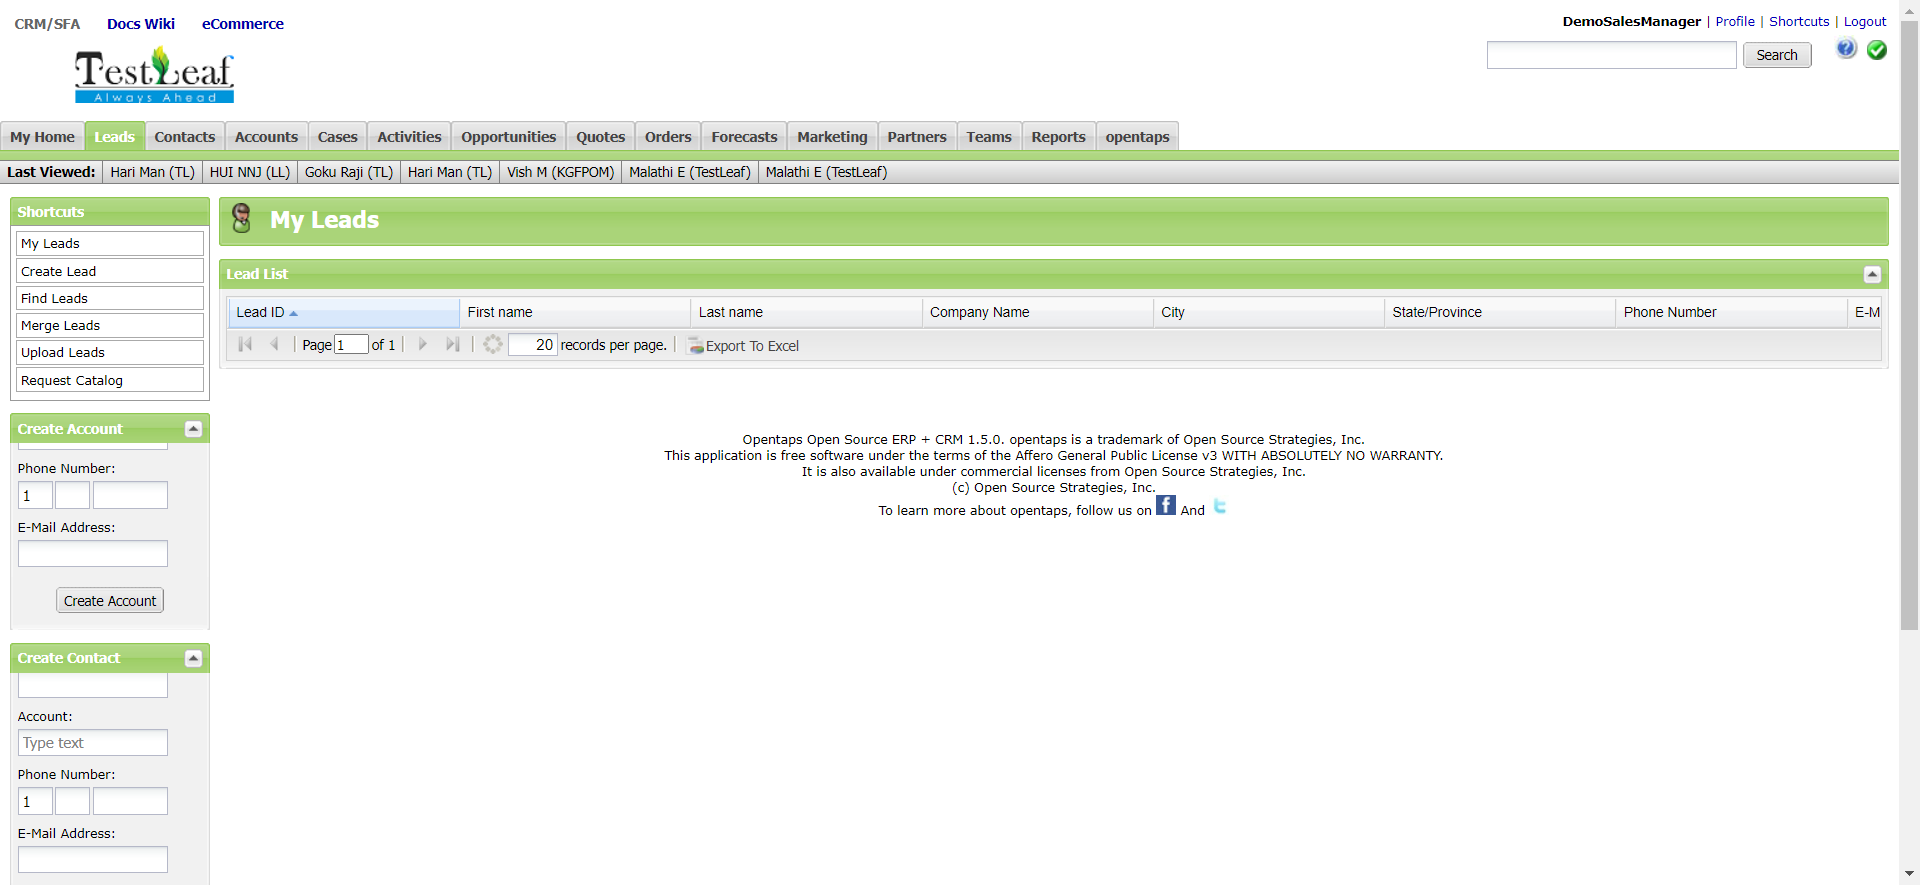 CRM/SFA Docs Wiki eCommerce
DemoSalesManager | Profile | Shortcuts | Logout
Search
TestLeaf
Always Ahead
My Home Leads Contacts Accounts Cases Activities Opportunities Quotes Orders Forecasts Marketing Partners Teams Reports opentaps
Last Viewed: Hari Man (TL) HUI NNJ (LL) Goku Raji (TL) Hari Man (TL) Vish M (KGFPOM) Malathi E (TestLeaf) Malathi E (TestLeaf)
Shortcuts
My Leads
Create Lead
Find Leads
Merge Leads
Upload Leads
Request Catalog
Create Account
Phone Number:
1
E-Mail Address:
Create Account
Create Contact
Account:
Type text
Phone Number:
1
E-Mail Address:
My Leads
Lead List
Lead ID First name Last name Company Name City State/Province Phone Number E-M
Page 1 of 1 20 records per page. Export To Excel
Opentaps Open Source ERP + CRM 1.5.0. opentaps is a trademark of Open Source Strategies, Inc.
This application is free software under the terms of the Affero General Public License v3 WITH ABSOLUTELY NO WARRANTY.
It is also available under commercial licenses from Open Source Strategies, Inc.
(c) Open Source Strategies, Inc.
To learn more about opentaps, follow us on f And t